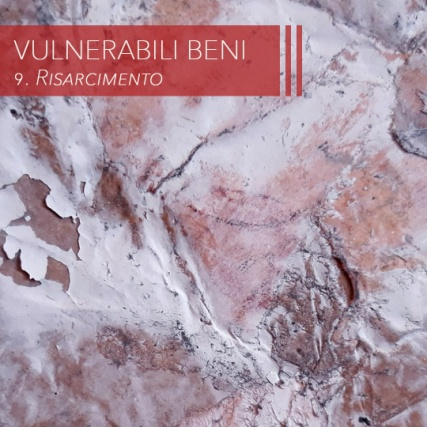 VULNERABILI BENI
9. RISARCIMENTO